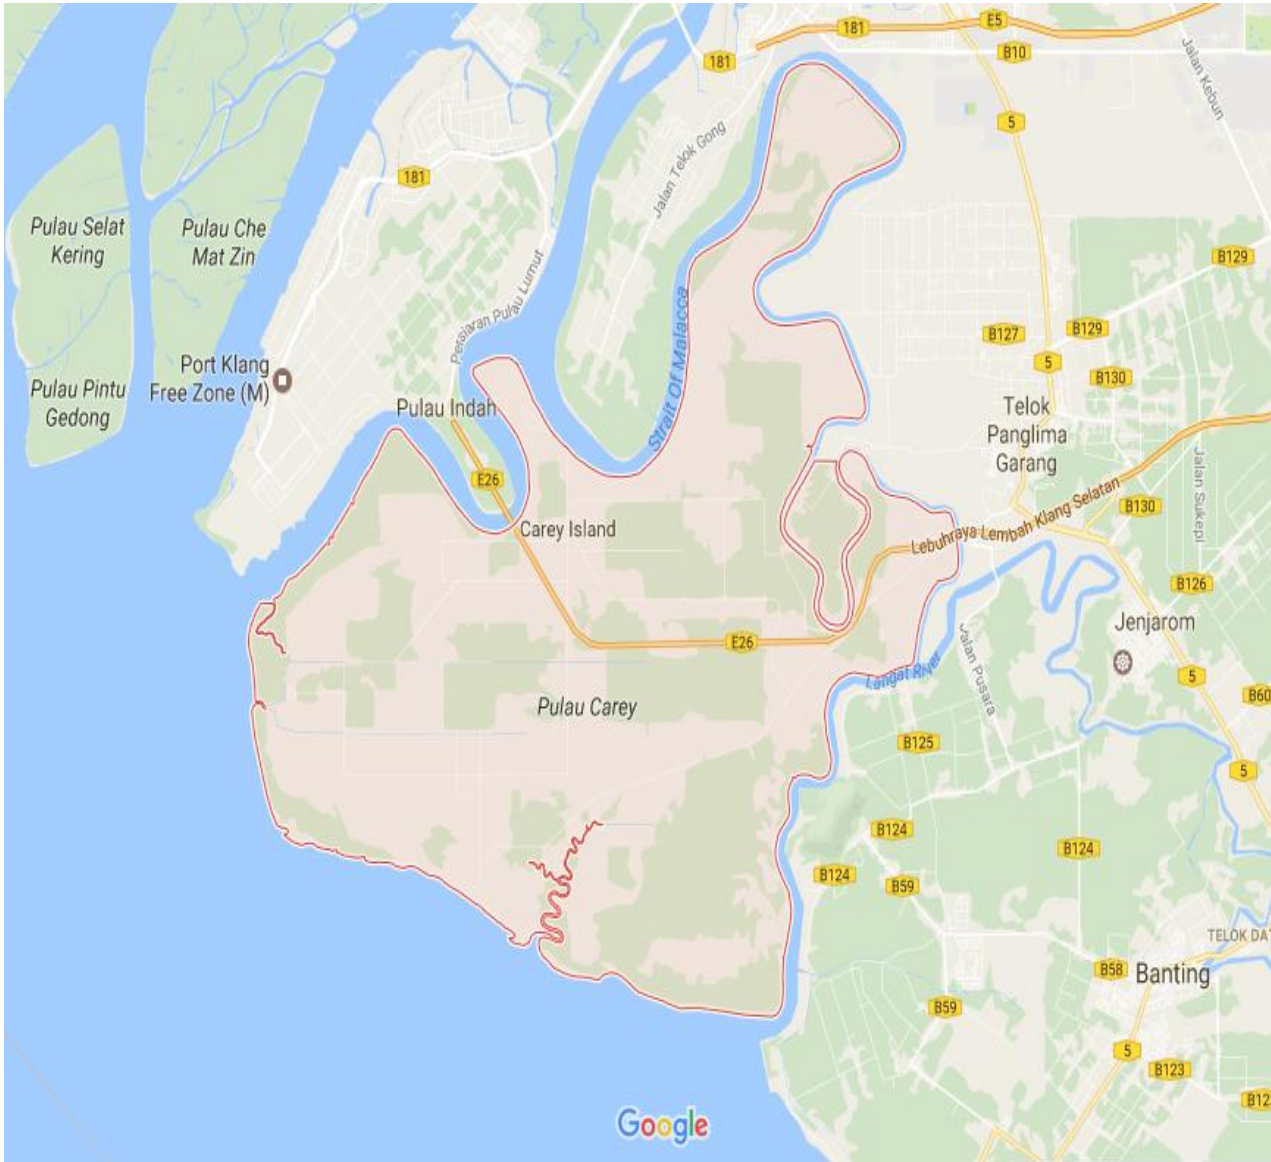 181
E5
B10
181
5
Jalan Kebun
Jalan Telok Gong
181
Pulau Selat
Kering
Pulau Che
Mat Zin
B129
Persiaran Pulau Lumut
Strait Of Malacca
B127
B129
5
Port Klang
Free Zone (M)
Pulau Pintu
Gedong
B130
Pulau Indah
Telok
Panglima
Garang
Jalan Sukepi
E26
B130
Carey Island
Lebuhraya Lembah Klang Selatan
B126
Jenjarom
E26
Jalan Pusara
Langat River
5
B60
Pulau Carey
B125
5
B124
B124
B124
B59
TELOK DAT
B58
Banting
B59
5
B123
B12
Google